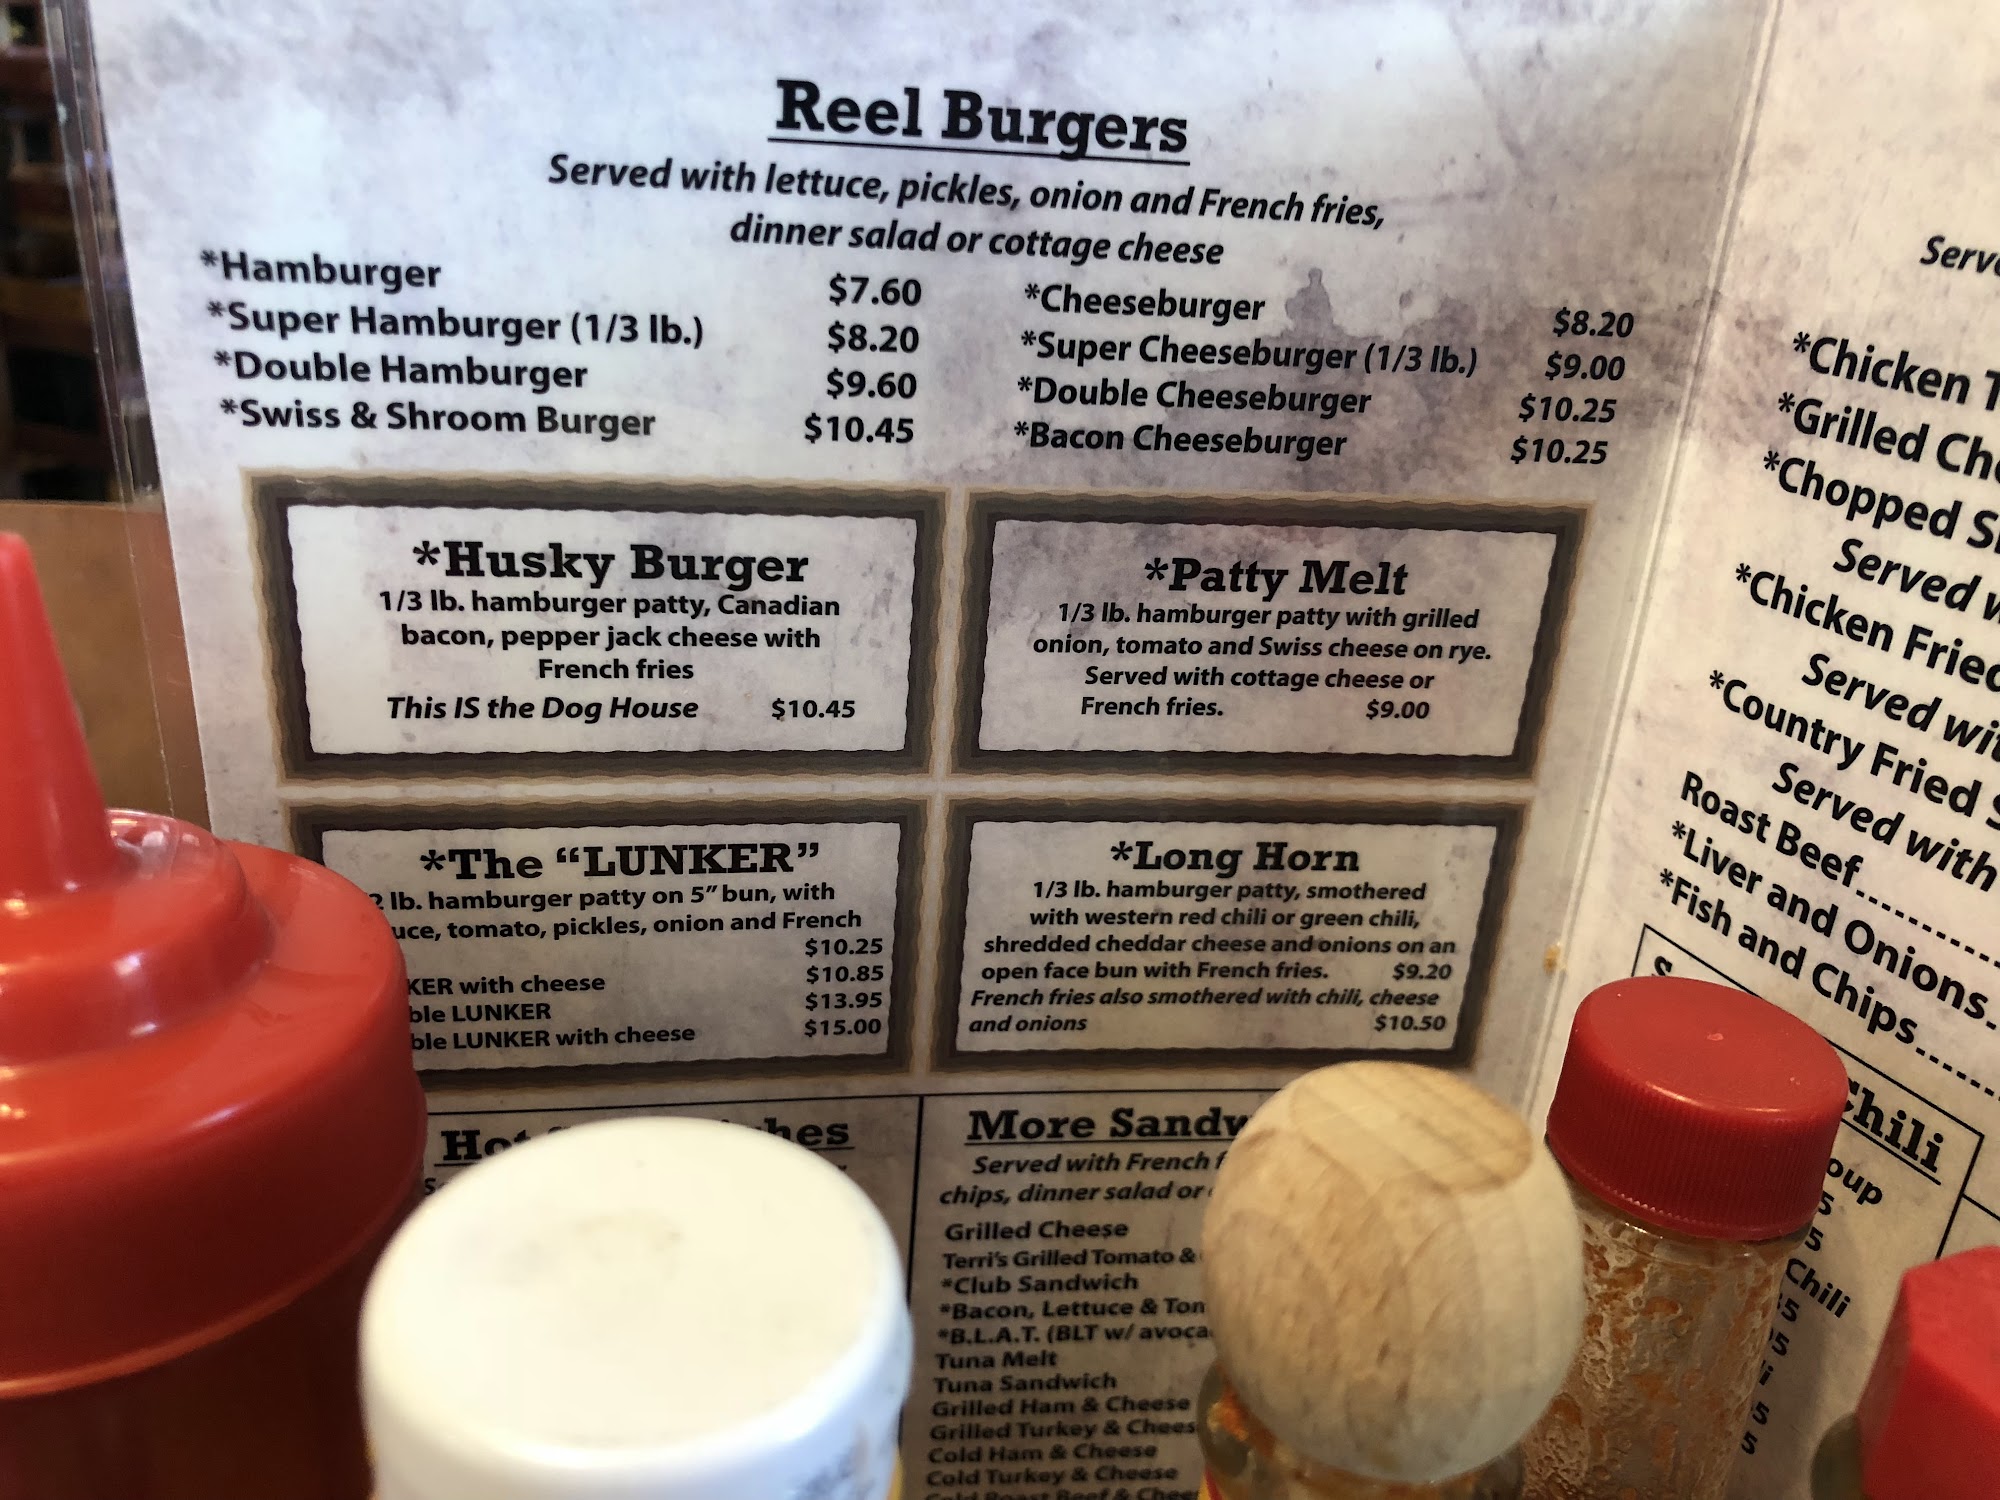 Reel Burgers
Served with lettuce, pickles, onion and French fries,
dinner salad or cottage cheese
*Hamburger $7.60
*Super Hamburger (1/3 lb.) $8.20
*Double Hamburger $9.60
*Swiss & Shroom Burger $10.45
*Cheeseburger $8.20
*Super Cheeseburger (1/3 lb.) $9.00
*Double Cheeseburger $10.25
*Bacon Cheeseburger $10.25
*Husky Burger
1/3 lb. hamburger patty, Canadian
bacon, pepper jack cheese with
French fries
This IS the Dog House $10.45
*Patty Melt
1/3 lb. hamburger patty with grilled
onion, tomato and Swiss cheese on rye.
Served with cottage cheese or
French fries. $9.00
*The “LUNKER”
lb. hamburger patty on 5” bun, with
tomato, pickles, onion and French
$10.25
with cheese $10.85
LUNKER $13.95
LUNKER with cheese $15.00
*Long Horn
1/3 lb. hamburger patty, smothered
with western red chili or green chili,
shredded cheddar cheese and onions on an
open face bun with French fries. $9.20
French fries also smothered with chili, cheese
and onions $10.50
More
Served with French
chips, dinner salad or
Grilled Cheese
Terri's Grilled Tomato &
*Club Sandwich
*Bacon, Lettuce &
*B.L.A.T. (BLT w/
Tuna Melt
Tuna Sandwich
Grilled Ham & Cheese
Grilled Turkey &
Cold Ham & Cheese
Cold Turkey & Cheese
Cold Roast Beef &
*Chicken
*Grilled
*Chopped
Served
*Chicken
Served
*Country Fried
Served with
Roast Beef
*Liver and Onions
*Fish and Chips
Chili
Chili